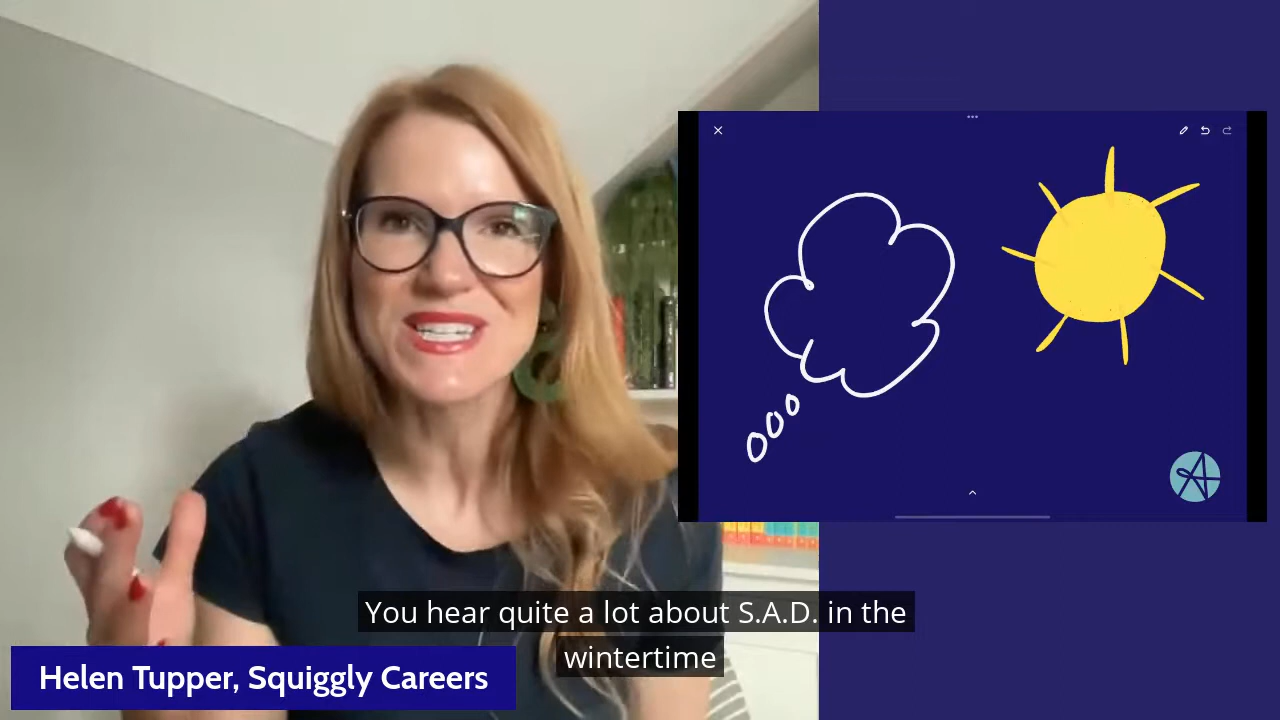 You hear quite a lot about S.A.D. in the
wintertime
Helen Tupper, Squiggly Careers